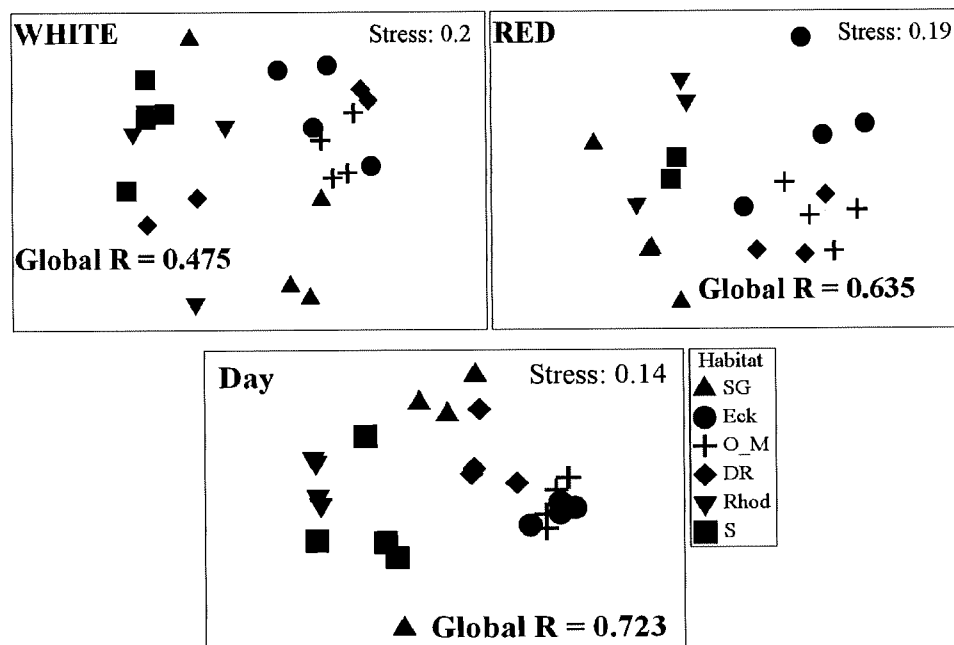 WHITE
Stress: 0.2
Global R = 0.475
RED
Stress: 0.19
Global R = 0.635
Day
Stress: 0.14
Global R = 0.723
Habitat
SG
Eck
O_M
DR
Rhod
S